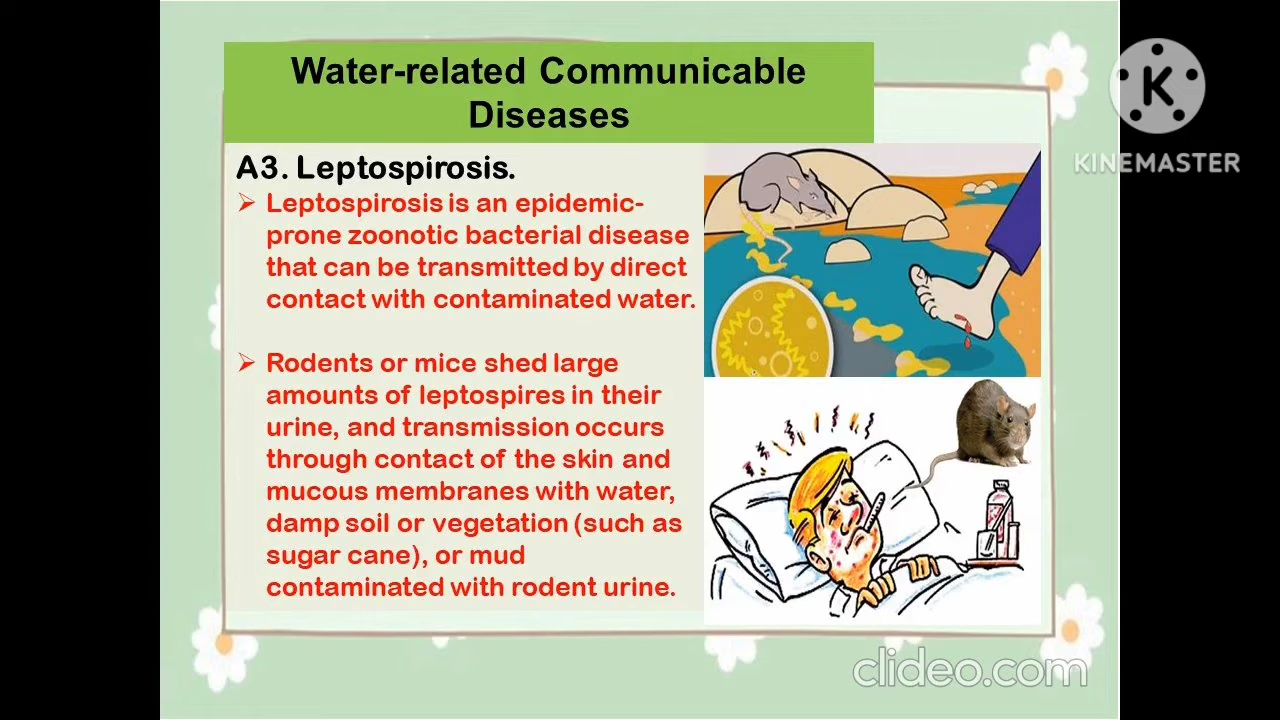 Water-related Communicable
Diseases
K
KINEMASTER
A3. Leptospirosis.
Leptospirosis is an epidemic-
prone zoonotic bacterial disease
that can be transmitted by direct
contact with contaminated water.
Rodents or mice shed large
amounts of leptospires in their
urine, and transmission occurs
through contact of the skin and
mucous membranes with water,
damp soil or vegetation (such as
sugar cane), or mud
contaminated with rodent urine.
clideo.com